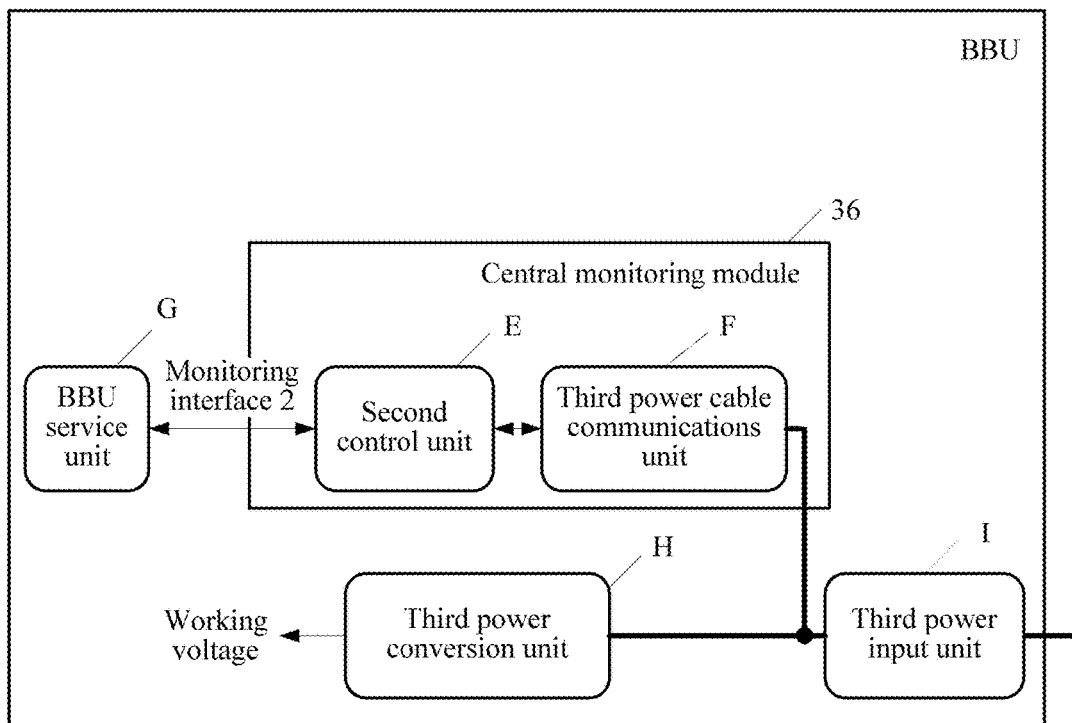 BBU
36
Central monitoring module
G
E
F
Monitoring
interface 2
BBU
service
unit
Second
control unit
Third power cable
communications
unit
H
I
Working
voltage
Third power
conversion unit
Third power
input unit